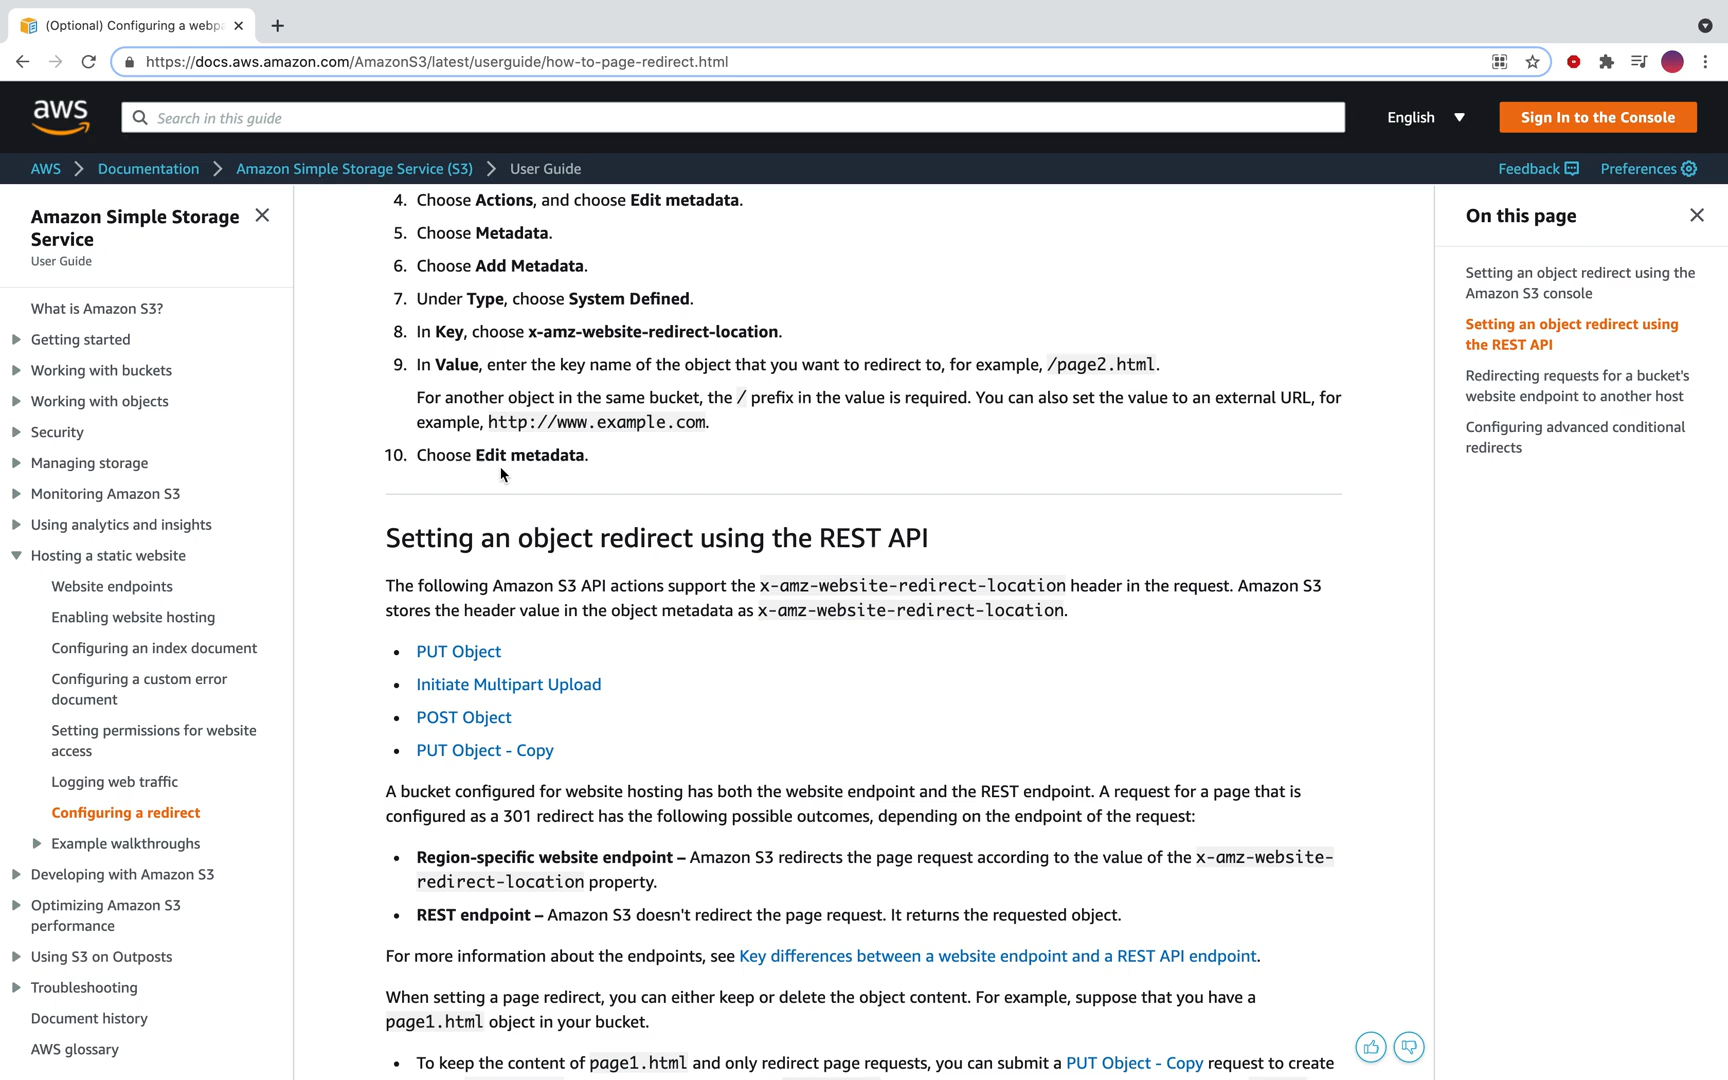 (Optional) Configuring a webpa
https://docs.aws.amazon.com/AmazonS3/latest/userguide/how-to-page-redirect.html
aws
Search in this guide
English
Sign In to the Console
AWS
Documentation
Amazon Simple Storage Service (S3)
User Guide
Feedback
Preferences
Amazon Simple Storage
Service
User Guide
What is Amazon S3?
Getting started
Working with buckets
Working with objects
Security
Managing storage
Monitoring Amazon S3
Using analytics and insights
Hosting a static website
Website endpoints
Enabling website hosting
Configuring an index document
Configuring a custom error
document
Setting permissions for website
access
Logging web traffic
Configuring a redirect
Example walkthroughs
Developing with Amazon S3
Optimizing Amazon S3
performance
Using S3 on Outposts
Troubleshooting
Document history
AWS glossary
4. Choose Actions, and choose Edit metadata.
5. Choose Metadata.
6. Choose Add Metadata.
7. Under Type, choose System Defined.
8. In Key, choose x-amz-website-redirect-location.
9. In Value, enter the key name of the object that you want to redirect to, for example, /page2.html.
For another object in the same bucket, the / prefix in the value is required. You can also set the value to an external URL, for
example, http://www.example.com.
10. Choose Edit metadata.
Setting an object redirect using the REST API
The following Amazon S3 API actions support the x-amz-website-redirect-location header in the request. Amazon S3
stores the header value in the object metadata as x-amz-website-redirect-location.
• PUT Object
• Initiate Multipart Upload
• POST Object
• PUT Object - Copy
A bucket configured for website hosting has both the website endpoint and the REST endpoint. A request for a page that is
configured as a 301 redirect has the following possible outcomes, depending on the endpoint of the request:
• Region-specific website endpoint – Amazon S3 redirects the page request according to the value of the x-amz-website-
redirect-location property.
• REST endpoint – Amazon S3 doesn't redirect the page request. It returns the requested object.
For more information about the endpoints, see Key differences between a website endpoint and a REST API endpoint.
When setting a page redirect, you can either keep or delete the object content. For example, suppose that you have a
page1.html object in your bucket.
• To keep the content of page1.html and only redirect page requests, you can submit a PUT Object - Copy request to create
On this page
Setting an object redirect using the
Amazon S3 console
Setting an object redirect using
the REST API
Redirecting requests for a bucket's
website endpoint to another host
Configuring advanced conditional
redirects